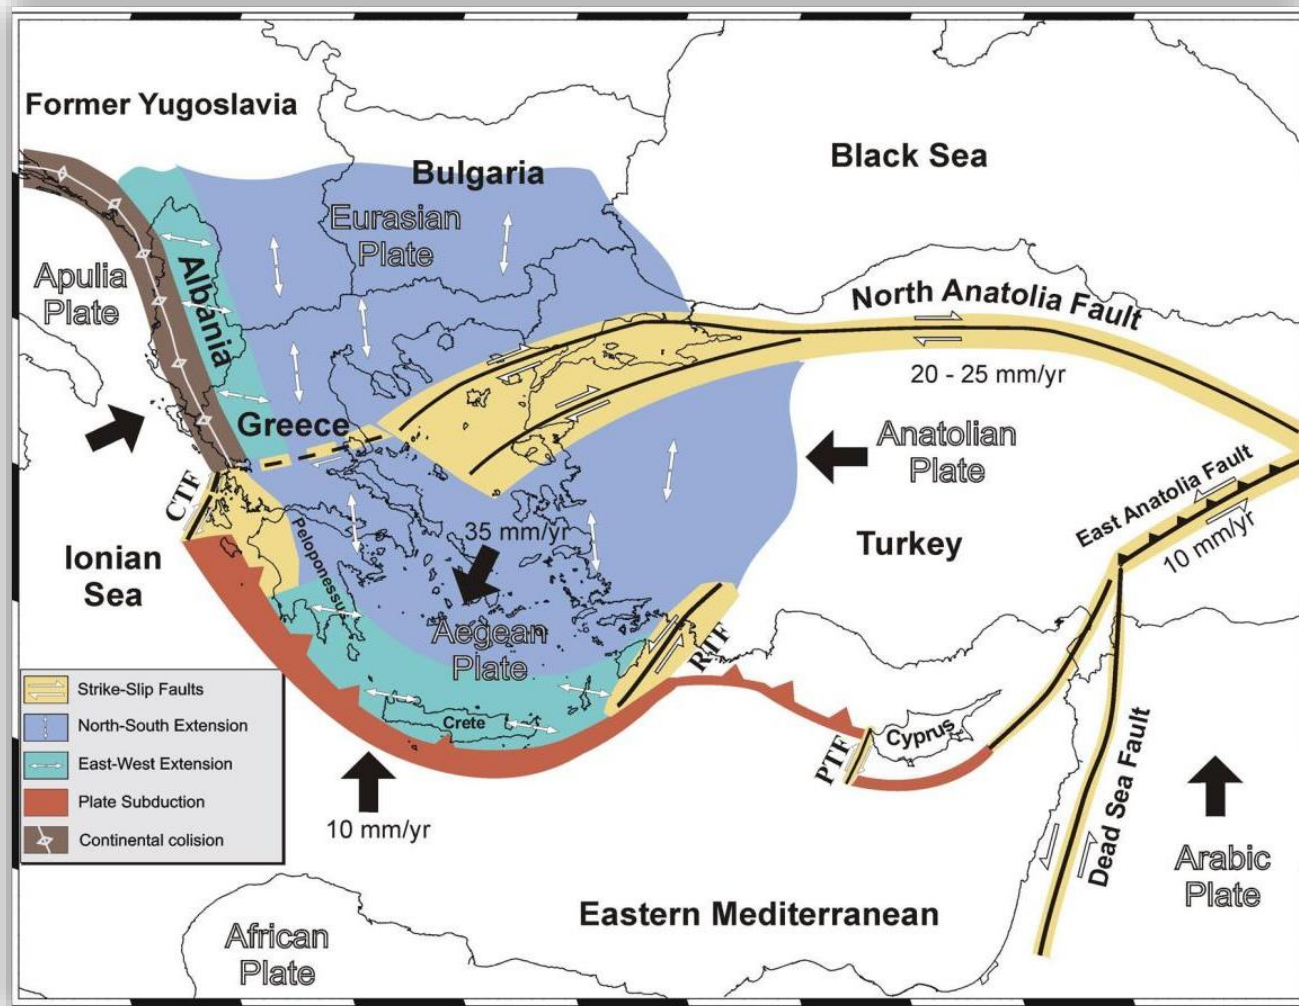 Former Yugoslavia
Bulgaria
Black Sea
Eurasian
Plate
Apulia
Plate
Albania
North Anatolia Fault
20 - 25 mm/yr
Greece
Anatolian
Plate
CTF
East Anatolia Fault
10 mm/yr
35 mm/yr
Turkey
Ionian
Sea
Peloponessus
Aegean
Plate
RTF
Strike-Slip Faults
North-South Extension
East-West Extension
Plate Subduction
Continental colision
Crete
Cyprus
PTF
Dead Sea Fault
10 mm/yr
Arabic
Plate
Eastern Mediterranean
African
Plate